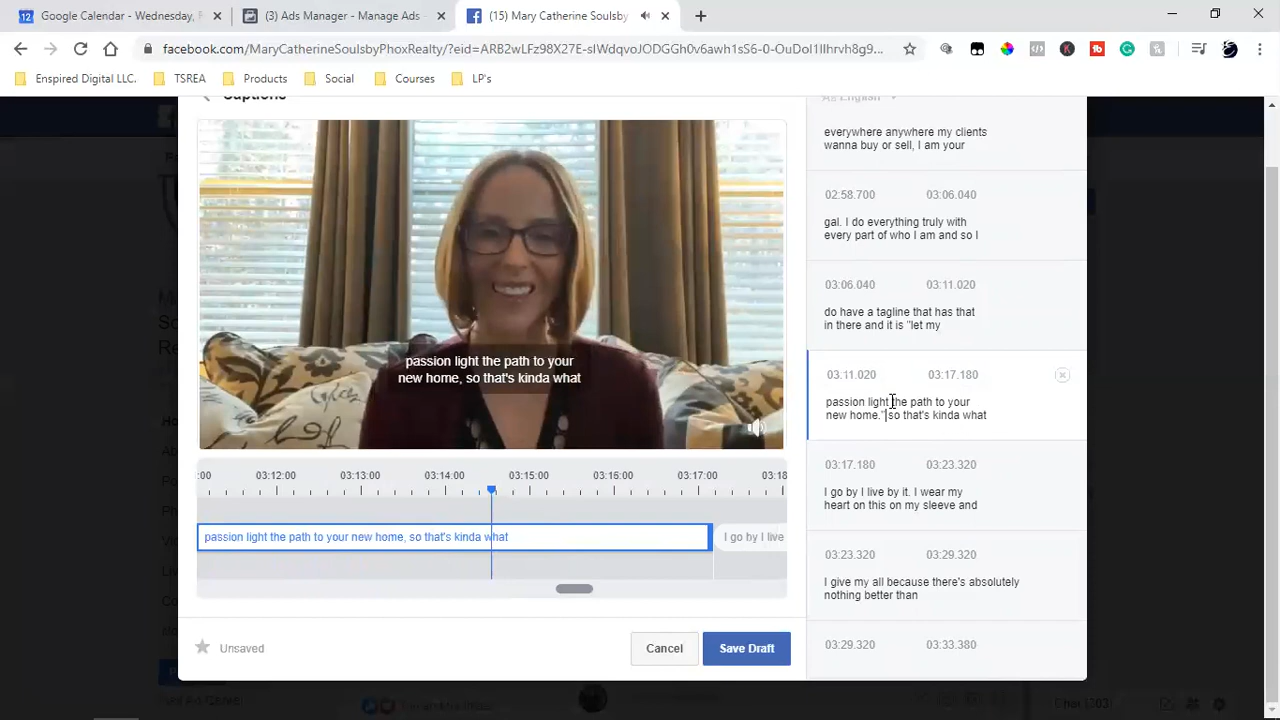 Google Calendar - Wednesday, F
(3) Ads Manager - Manage Ads -
(15) Mary Catherine Soulsby
facebook.com/MaryCatherineSoulsbyPhoxRealty/?eid=ARB2wLFz98X27E-slWdqvoJODGGh0v6awh1sS6-0-OuDoI1IIhrvh8g9...
Enspired Digital LLC.
TSREA
Products
Social
Courses
LP's
Captions
English
everywhere anywhere my clients
wanna buy or sell, I am your
02:58.700 03:06.040
gal. I do everything truly with
every part of who I am and so I
03:06.040 03:11.020
do have a tagline that has that
in there and it is "let my
03:11.020 03:17.180
passion light the path to your
new home." so that's kinda what
03:17.180 03:23.320
I go by I live by it. I wear my
heart on this on my sleeve and
03:23.320 03:29.320
I give my all because there's absolutely
nothing better than
03:29.320 03:33.380
passion light the path to your
new home, so that's kinda what
:00 03:12:00 03:13:00 03:14:00 03:15:00 03:16:00 03:17:00 03:18
passion light the path to your new home, so that's kinda what
I go by I live
Unsaved
Cancel
Save Draft